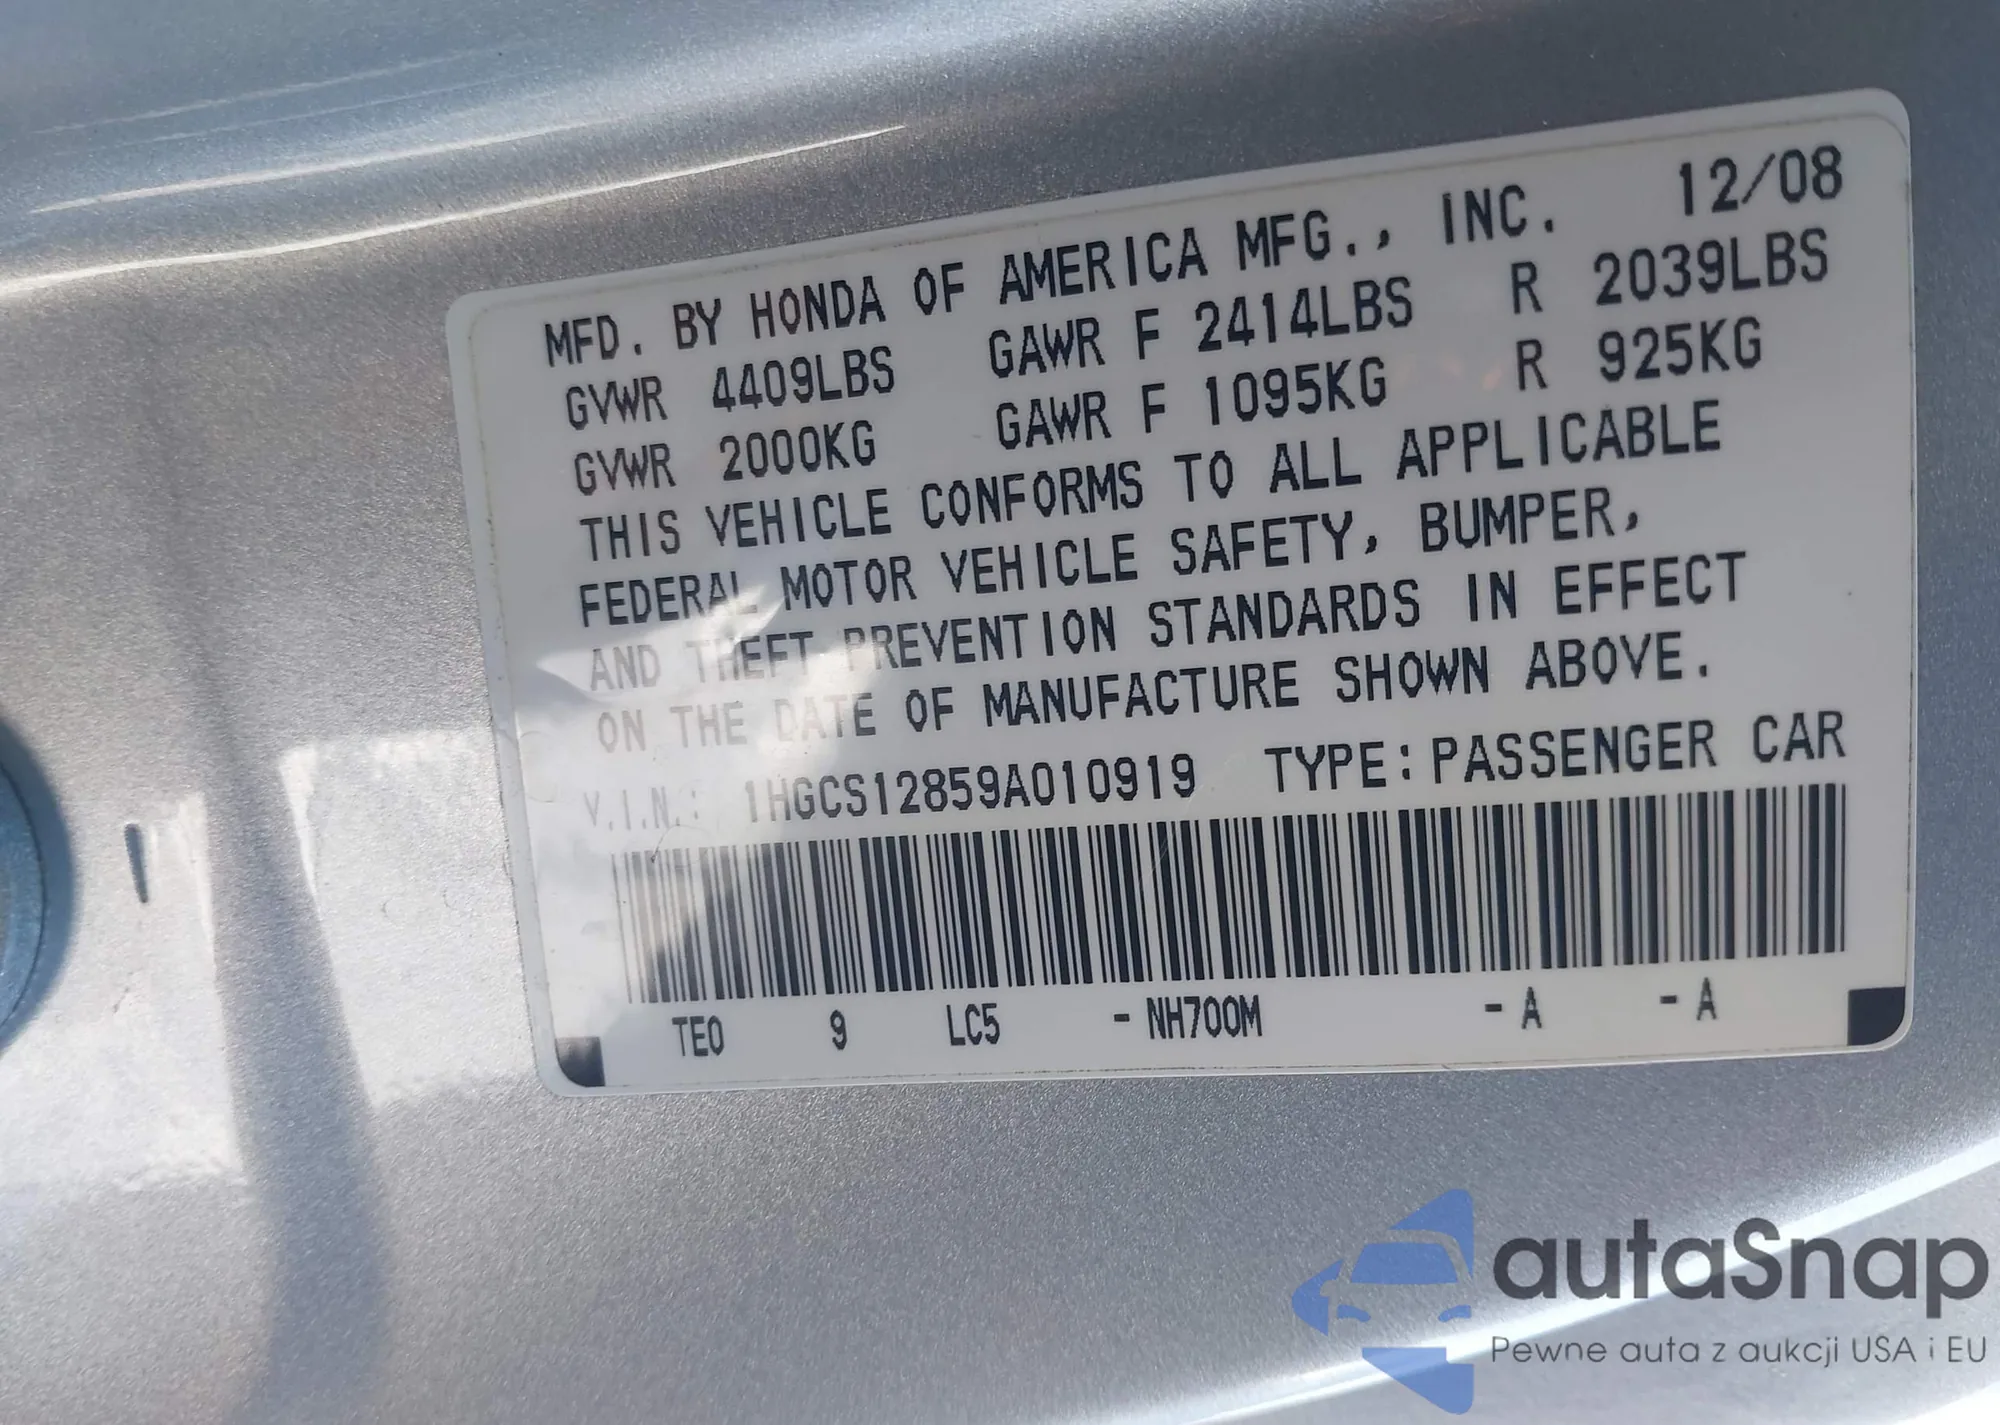 MFD. BY HONDA OF AMERICA MFG., INC. 12/08
GVWR 4409LBS GAWR F 2414LBS R 2039LBS
GVWR 2000KG GAWR F 1095KG R 925KG
THIS VEHICLE CONFORMS TO ALL APPLICABLE
FEDERAL MOTOR VEHICLE SAFETY, BUMPER,
AND THEFT PREVENTION STANDARDS IN EFFECT
ON THE DATE OF MANUFACTURE SHOWN ABOVE.
V.I.N.: 1HGCS12859A010919 TYPE:PASSENGER CAR
TE0 9 LC5 -NH700M -A -A
autaSnap
Pewne auta z aukcji USA i EU